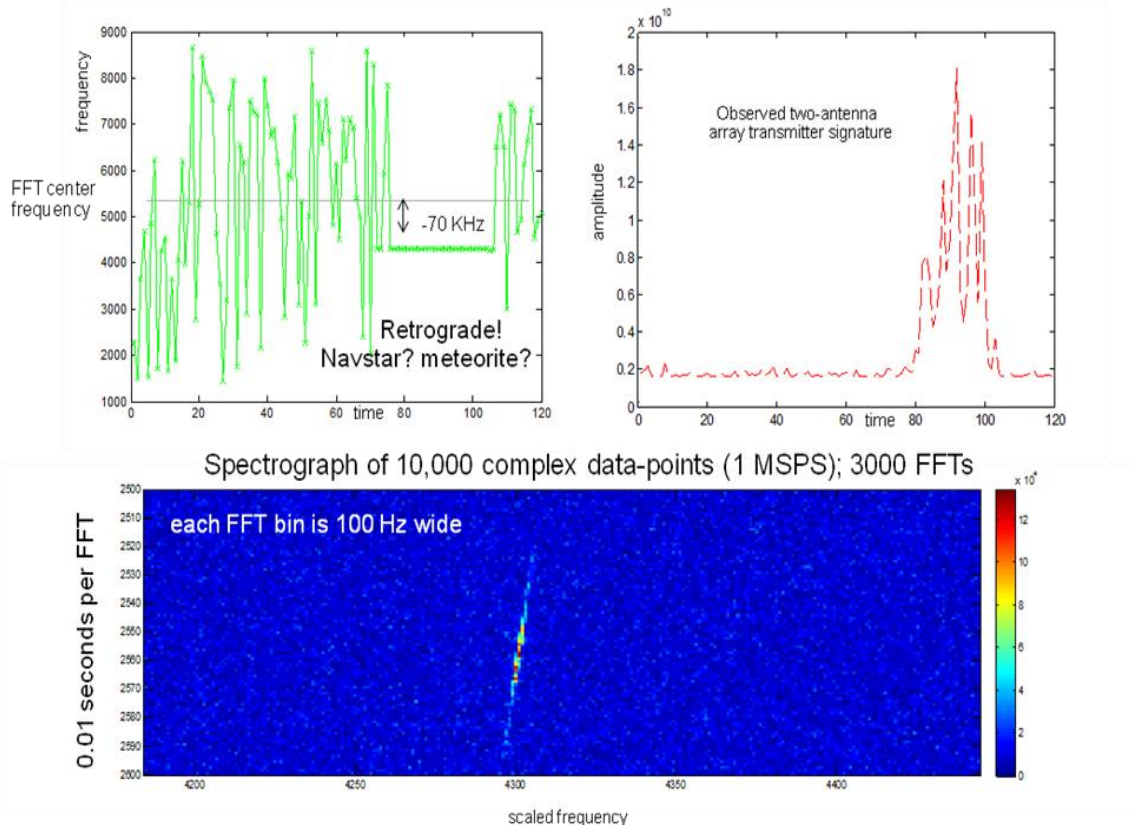 frequency
9000
8000
7000
6000
5000
4000
3000
2000
1000
FFT center
frequency
-70 KHz
Retrograde!
Navstar? meteorite?
0 20 40 60 80 100 120
time
x 10^10
2
1.8
1.6
1.4
1.2
1
0.8
0.6
0.4
0.2
0
amplitude
Observed two-antenna
array transmitter signature
0 20 40 60 80 100 120
time
Spectrograph of 10,000 complex data-points (1 MSPS); 3000 FFTs
0.01 seconds per FFT
2500
2510
2520
2530
2540
2550
2560
2570
2580
2590
2600
each FFT bin is 100 Hz wide
4200 4250 4300 4350 4400
scaled frequency
x 10^4
12
10
8
6
4
2
0